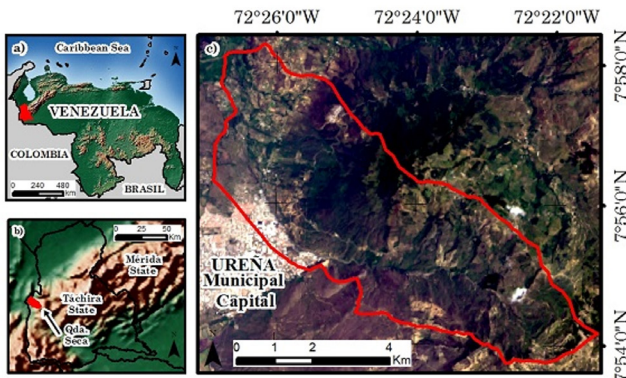 72°26'0"W 72°24'0"W 72°22'0"W
a)
Caribbean Sea
N
VENEZUELA
COLOMBIA
BRASIL
0 240 480
km
b)
0 25 50
Km
Mérida
State
Táchira
State
Qda.
Seca
c)
UREÑA
Municipal
Capital
0 1 2 4
Km
7°58'0"N
7°56'0"N
7°54'0"N